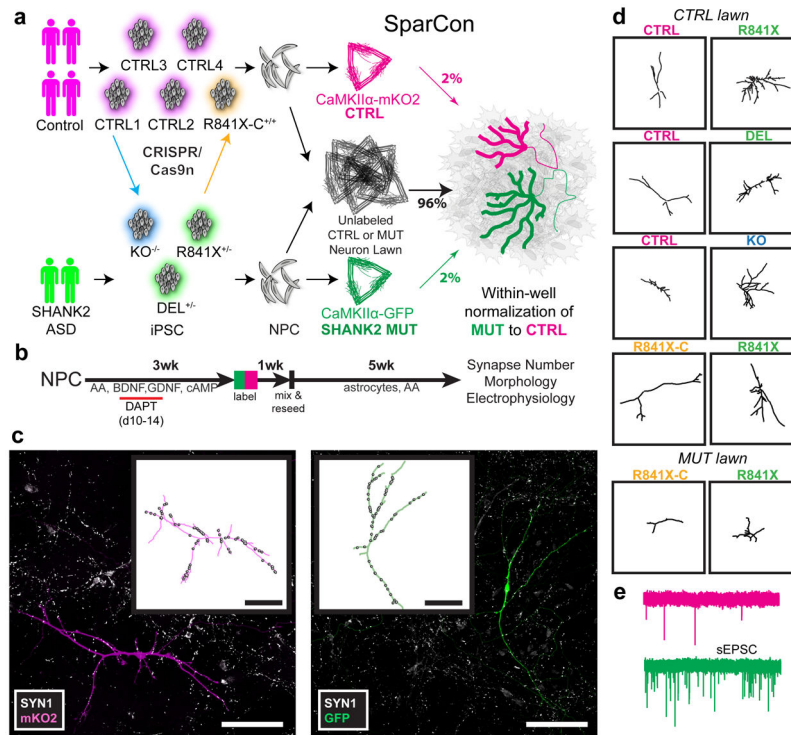 a
SparCon
CTRL3 CTRL4
Control
CTRL1 CTRL2 R841X-C+/+
CRISPR/
Cas9n
KO-/- R841X+/-
DEL+/-
SHANK2
ASD
iPSC
NPC
CaMKIIα-mKO2
CTRL
2%
Unlabeled
CTRL or MUT
Neuron Lawn
96%
2%
CaMKIIα-GFP
SHANK2 MUT
Within-well
normalization of
MUT to CTRL
b
NPC
3wk
AA, BDNF,GDNF, cAMP
DAPT
(d10-14)
label
1wk
mix &
reseed
5wk
astrocytes, AA
Synapse Number
Morphology
Electrophysiology
c
SYN1
mKO2
SYN1
GFP
d
CTRL lawn
CTRL R841X
CTRL DEL
CTRL KO
R841X-C R841X
MUT lawn
R841X-C R841X
e
sEPSC